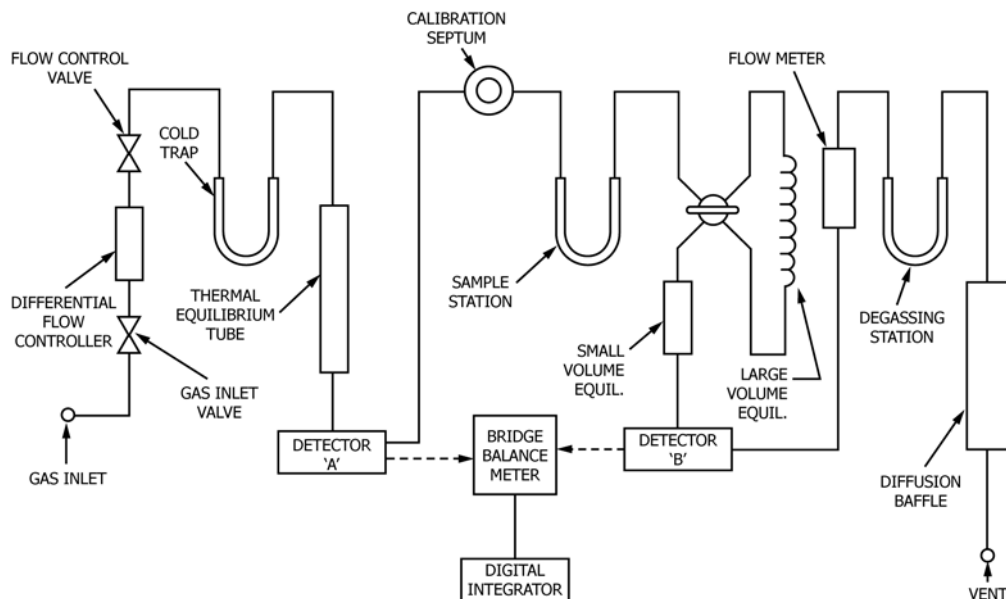 CALIBRATION
SEPTUM
FLOW CONTROL
VALVE
FLOW METER
COLD
TRAP
DIFFERENTIAL
FLOW
CONTROLLER
THERMAL
EQUILIBRIUM
TUBE
SAMPLE
STATION
DEGASSING
STATION
GAS INLET
VALVE
SMALL
VOLUME
EQUIL.
LARGE
VOLUME
EQUIL.
GAS INLET
DETECTOR
'A'
BRIDGE
BALANCE
METER
DETECTOR
'B'
DIFFUSION
BAFFLE
DIGITAL
INTEGRATOR
VENT